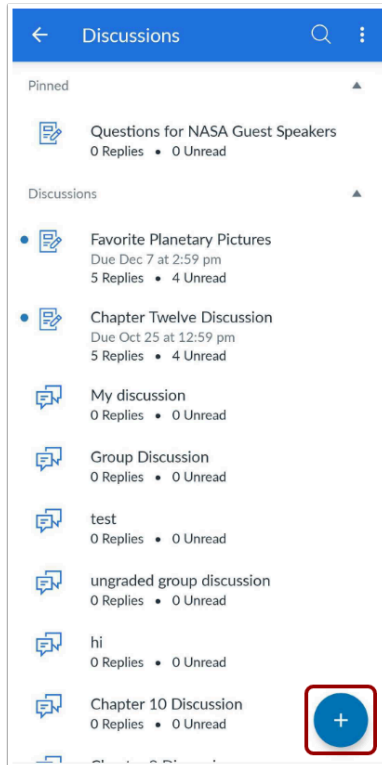 Discussions
Pinned
Questions for NASA Guest Speakers
0 Replies • 0 Unread
Discussions
Favorite Planetary Pictures
Due Dec 7 at 2:59 pm
5 Replies • 4 Unread
Chapter Twelve Discussion
Due Oct 25 at 12:59 pm
5 Replies • 4 Unread
My discussion
0 Replies • 0 Unread
Group Discussion
0 Replies • 0 Unread
test
0 Replies • 0 Unread
ungraded group discussion
0 Replies • 0 Unread
hi
0 Replies • 0 Unread
Chapter 10 Discussion
0 Replies • 0 Unread